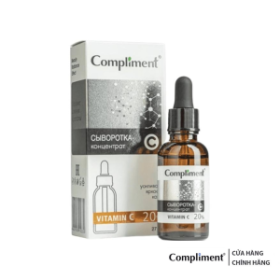 Compliment®
СЫВОРОТКА
концентрат
C
VITAMIN C 20
Compliment
СЫВОРОТКА
концентрат
C
VITAMIN C 20%
Compliment®
CỬA HÀNG
CHÍNH HÃNG